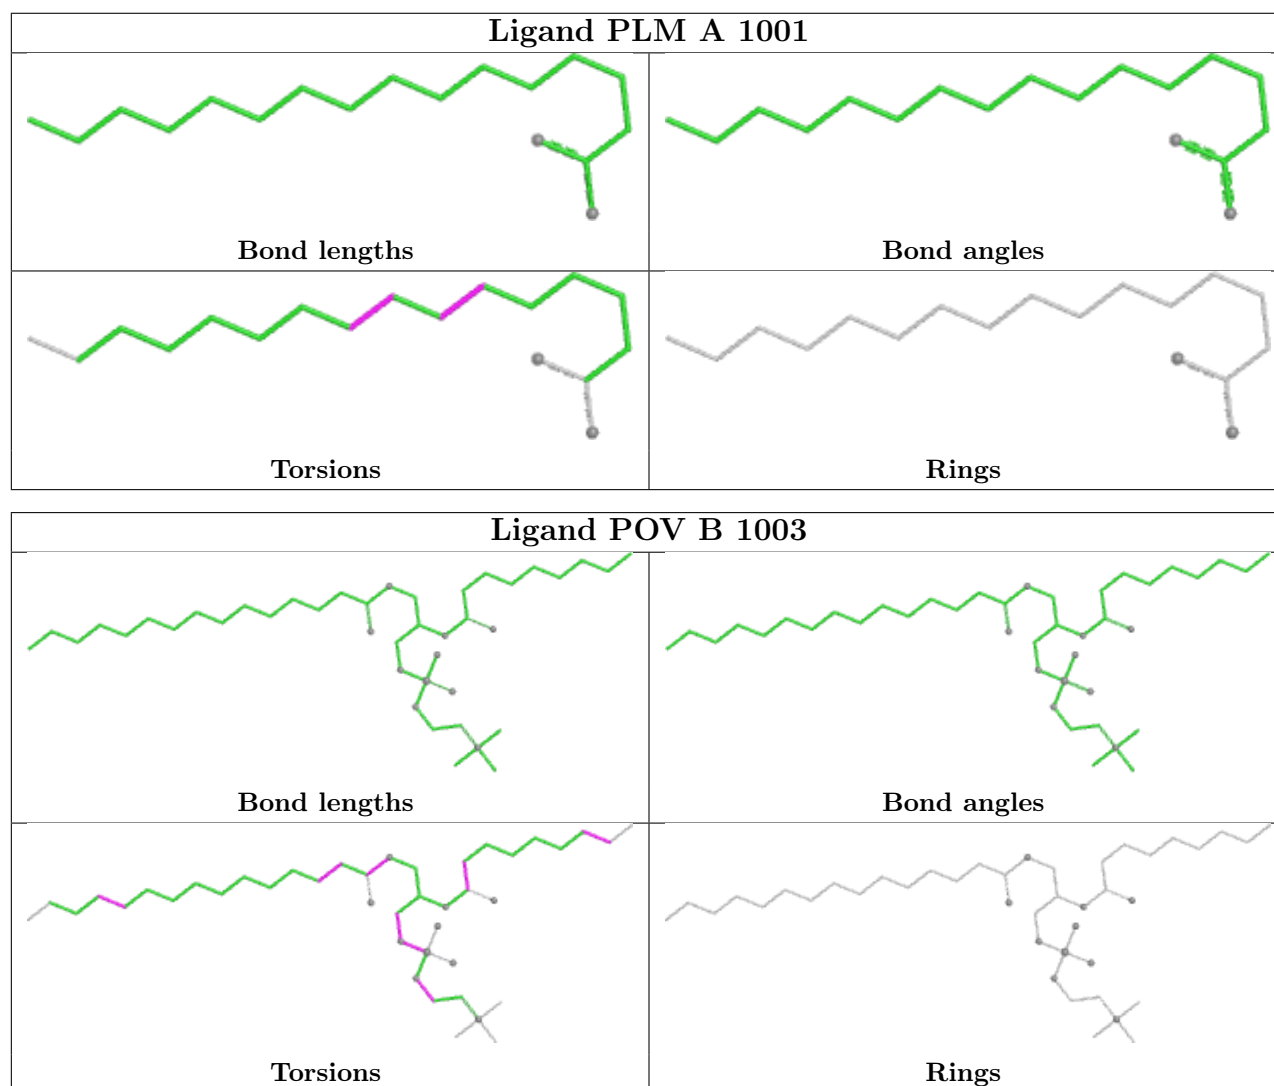 Ligand PLM A 1001
Bond lengths
Bond angles
Torsions
Rings
Ligand POV B 1003
Bond lengths
Bond angles
Torsions
Rings